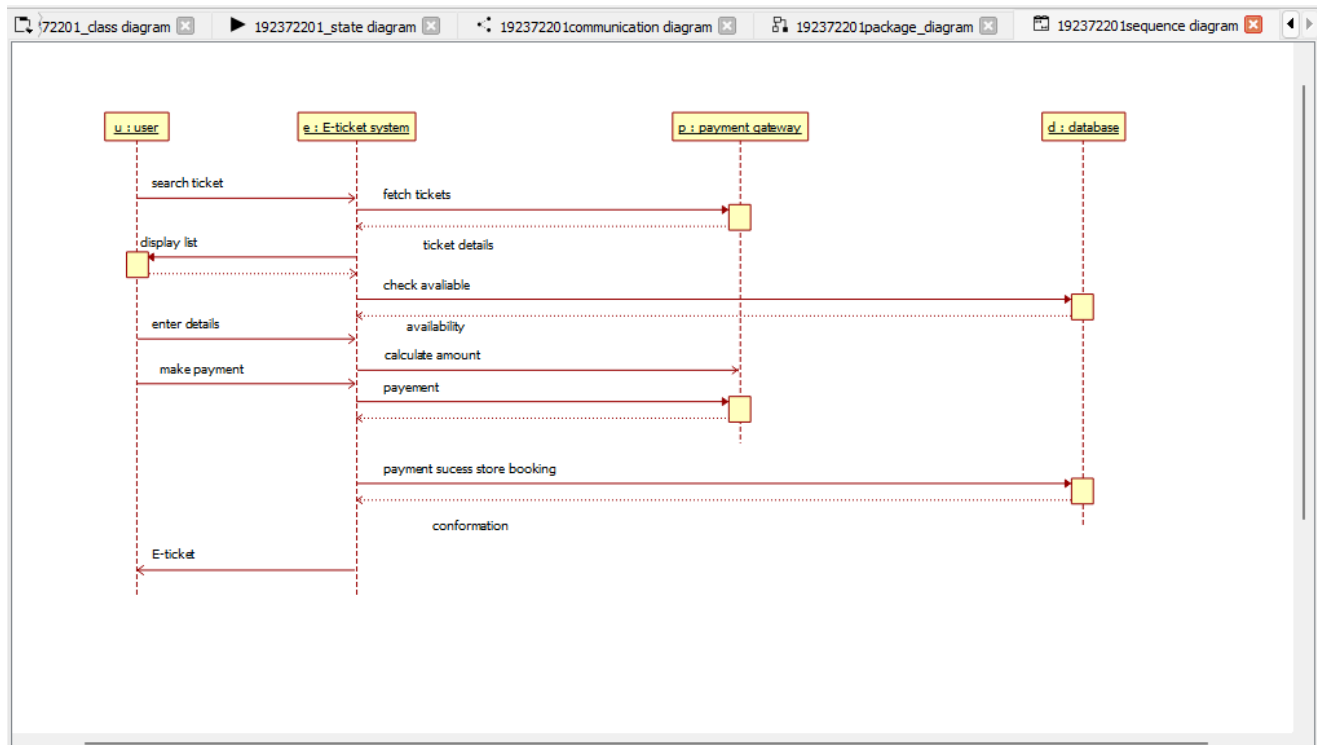 72201_class diagram
192372201_state diagram
192372201communication diagram
192372201package_diagram
192372201sequence diagram
u : user
e : E-ticket system
p : payment gateway
d : database
search ticket
fetch tickets
display list
ticket details
check avaliable
enter details
availability
calculate amount
make payment
payement
payment sucess store booking
conformation
E-ticket